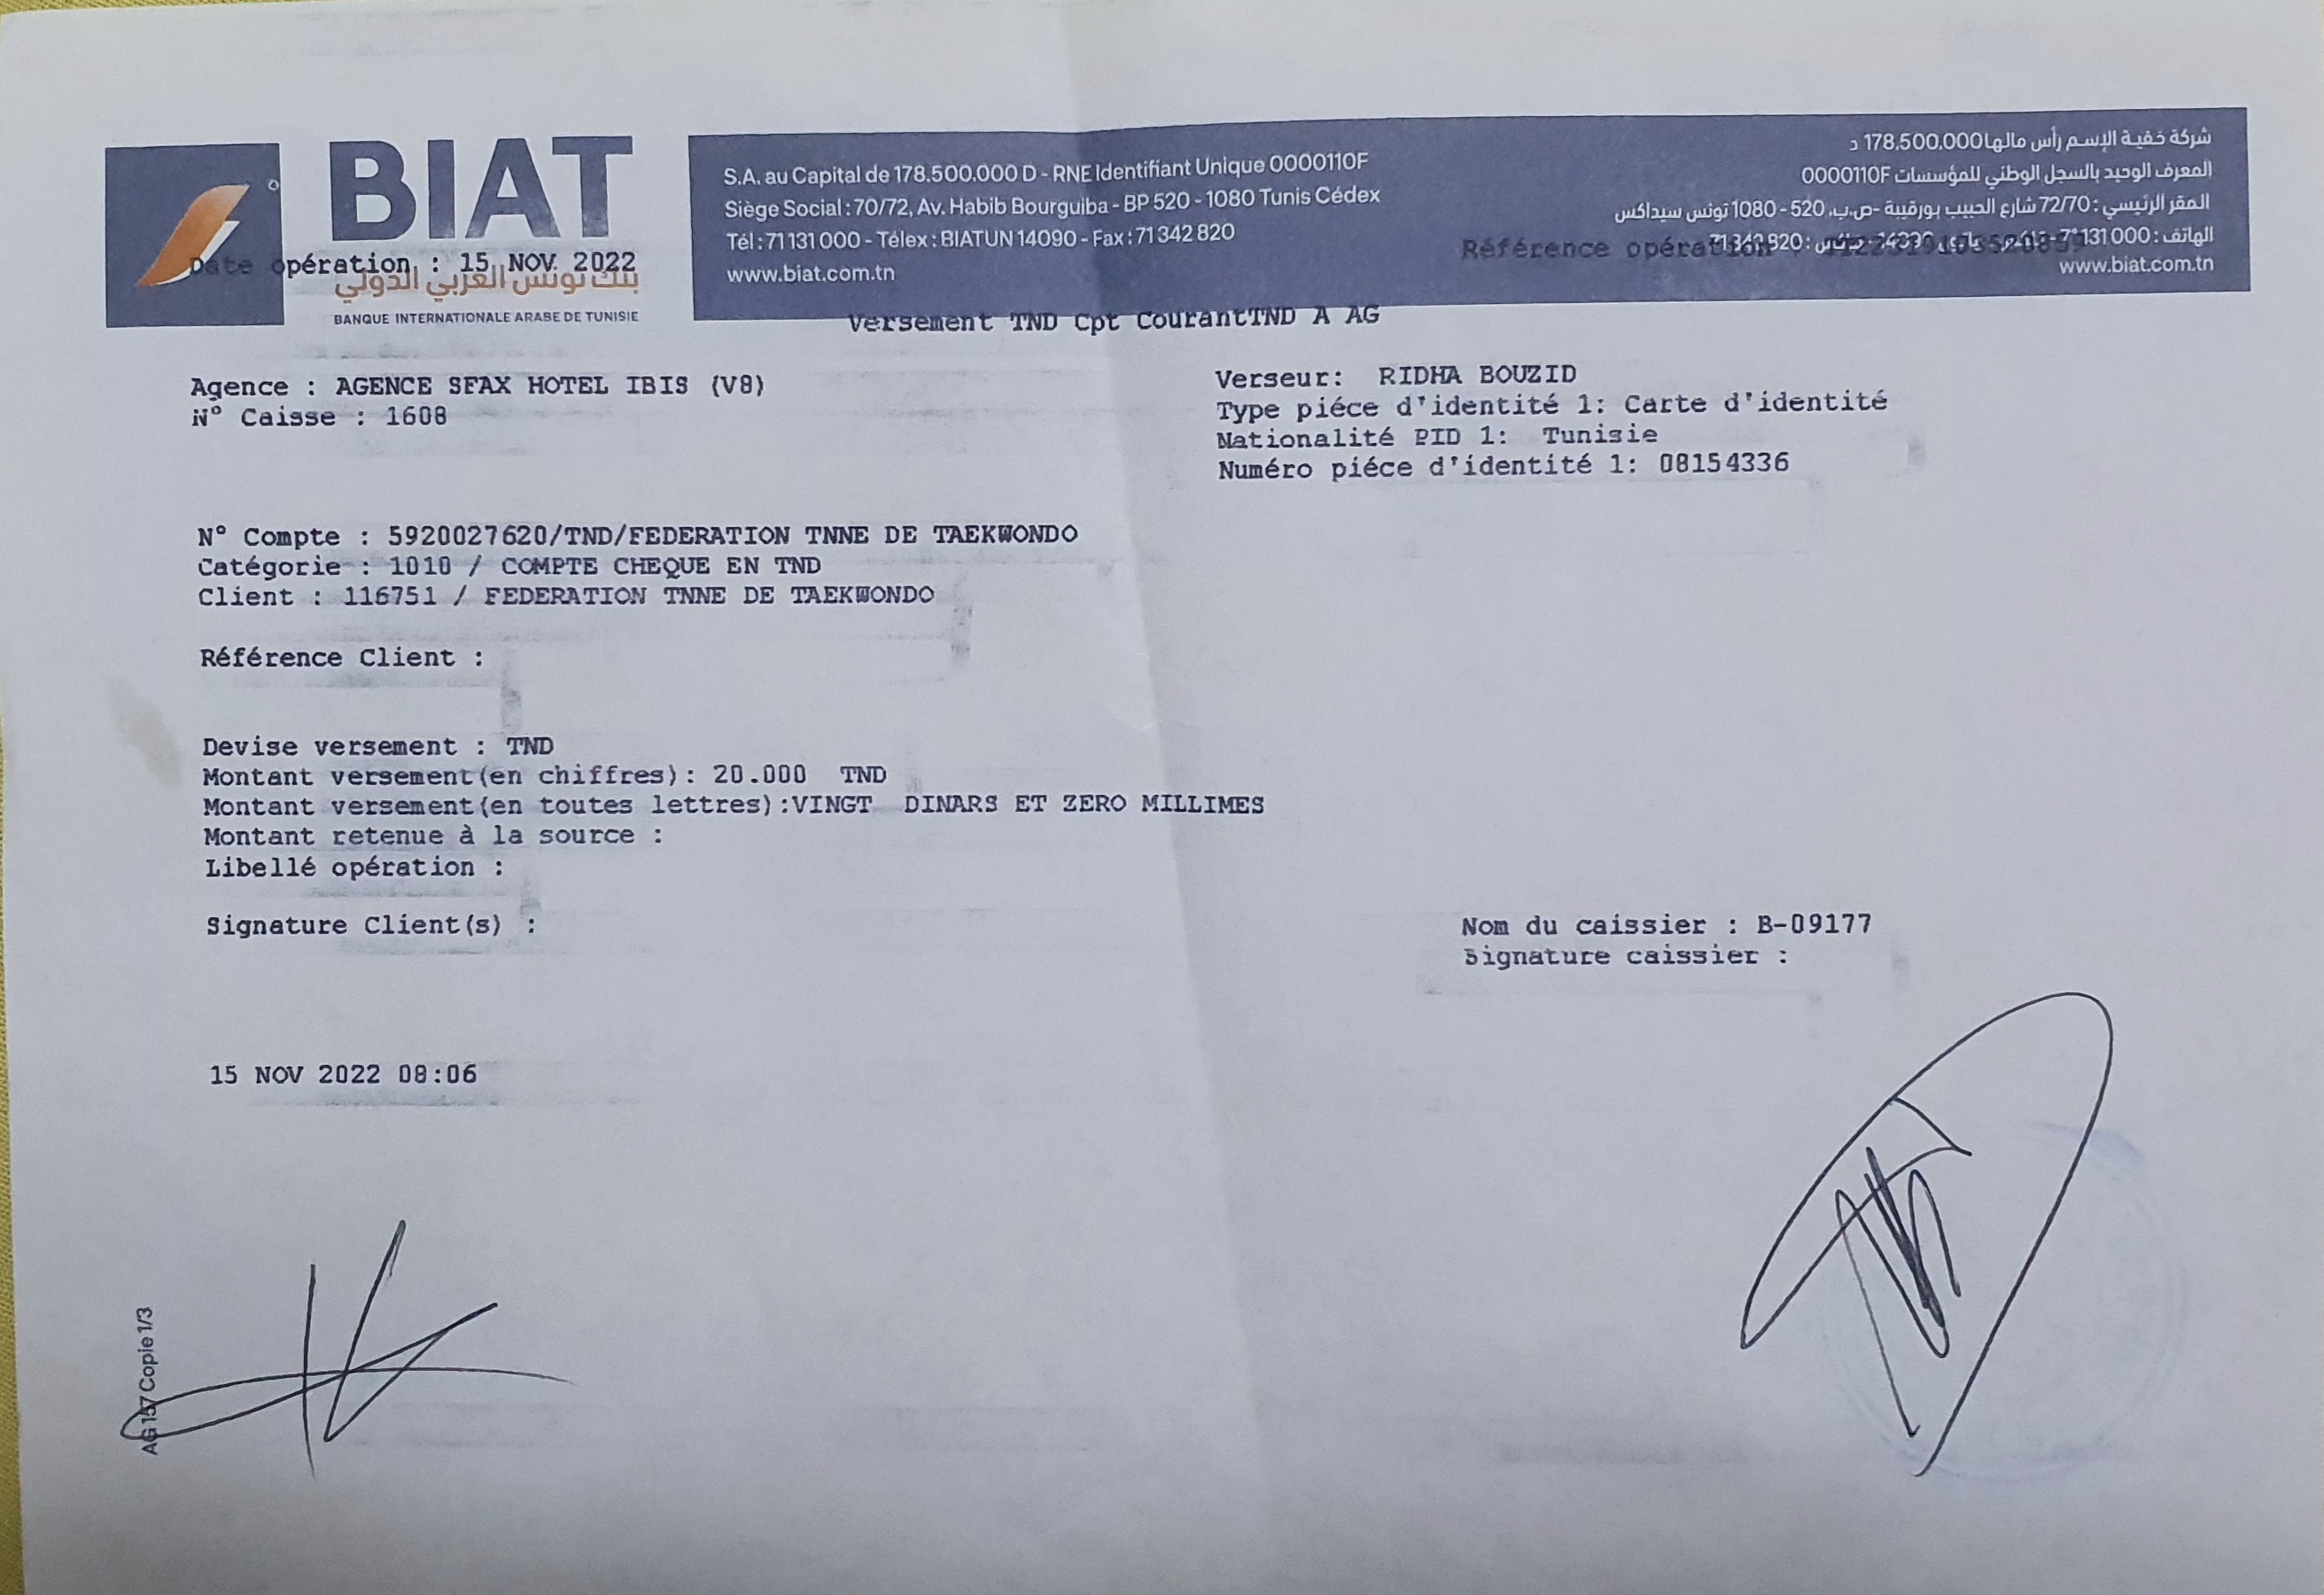 BIAT
بنك تونس العربي الدولي
BANQUE INTERNATIONALE ARABE DE TUNISIE
S.A. au Capital de 178.500.000 D - RNE Identifiant Unique 0000110F
Siège Social : 70/72, Av. Habib Bourguiba - BP 520 - 1080 Tunis Cédex
Tél : 71 131 000 - Télex : BIATUN 14090 - Fax : 71 342 820
www.biat.com.tn
شركة خفية الإسم رأس مالها 178.500.000 د
المعرف الوحيد بالسجل الوطني للمؤسسات 0000110F
المقر الرئيسي : 72/70 شارع الحبيب بورقيبة -ص.ب. 520 - 1080 تونس سيداكس
الهاتف : 71 131 000
www.biat.com.tn
Date opération : 15 NOV 2022
Référence opération :
Versement TND Cpt CourantTND A AG
Agence : AGENCE SFAX HOTEL IBIS (V8)
N° Caisse : 1608
Verseur: RIDHA BOUZID
Type piéce d'identité 1: Carte d'identité
Nationalité PID 1: Tunisie
Numéro piéce d'identité 1: 08154336
N° Compte : 5920027620/TND/FEDERATION TNNE DE TAEKWONDO
Catégorie : 1010 / COMPTE CHEQUE EN TND
Client : 116751 / FEDERATION TNNE DE TAEKWONDO
Référence Client :
Devise versement : TND
Montant versement(en chiffres): 20.000 TND
Montant versement(en toutes lettres):VINGT DINARS ET ZERO MILLIMES
Montant retenue à la source :
Libellé opération :
Signature Client(s) :
Nom du caissier : B-09177
Signature caissier :
15 NOV 2022 08:06
AG 157 Copie 1/3